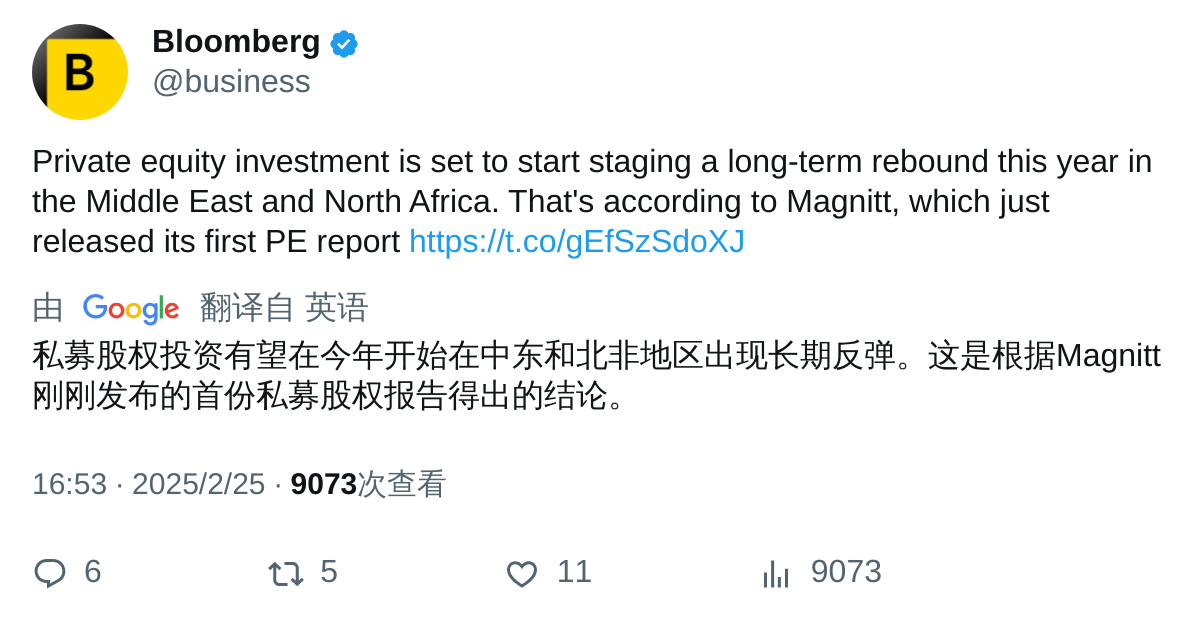 B
Bloomberg
@business
Private equity investment is set to start staging a long-term rebound this year in
the Middle East and North Africa. That's according to Magnitt, which just
released its first PE report https://t.co/gEfSzSdoXJ
由 Google 翻译自 英语
私募股权投资有望在今年开始在中东和北非地区出现长期反弹。这是根据Magnitt
刚刚发布的首份私募股权报告得出的结论。
16:53 · 2025/2/25 · 9073次查看
6 5 11 9073